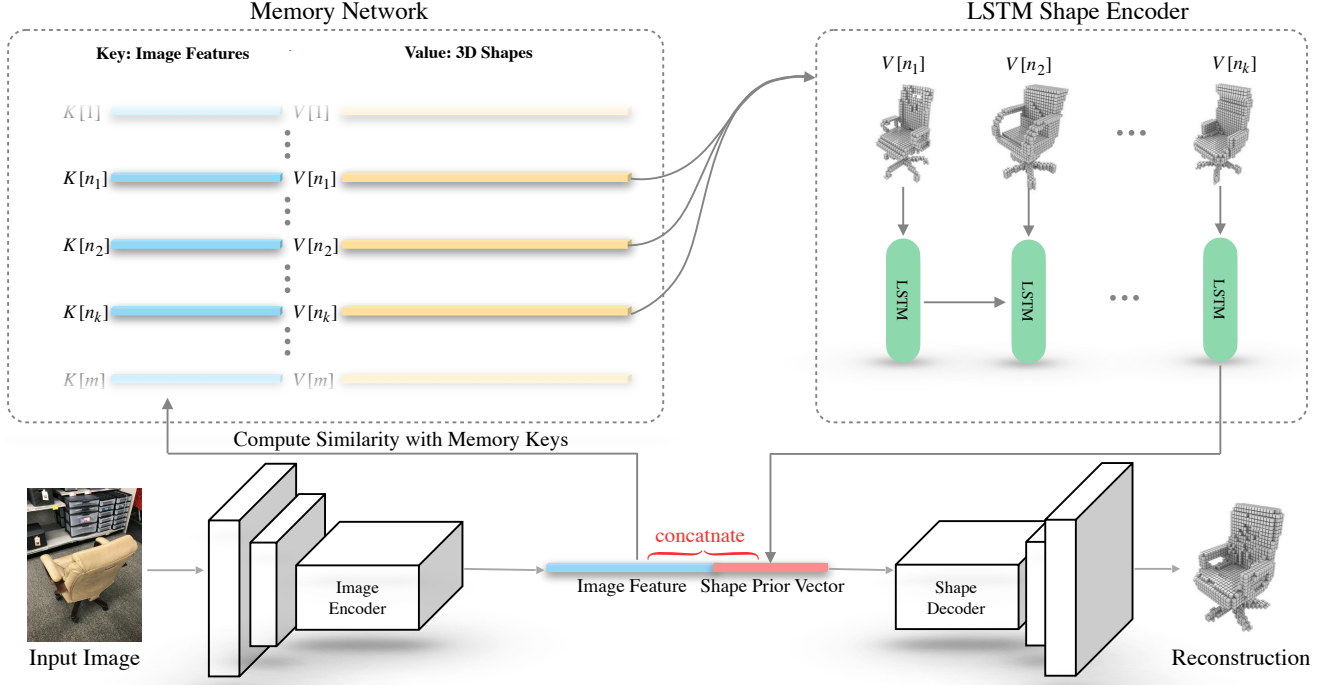 Memory Network
LSTM Shape Encoder
Key: Image Features
Value: 3D Shapes
K[1]
V[1]
K[n₁]
V[n₁]
K[n₂]
V[n₂]
K[nₖ]
V[nₖ]
K[m]
V[m]
V[n₁]
V[n₂]
V[nₖ]
LSTM
LSTM
LSTM
Compute Similarity with Memory Keys
concatnate
Image Feature
Shape Prior Vector
Image
Encoder
Shape
Decoder
Input Image
Reconstruction